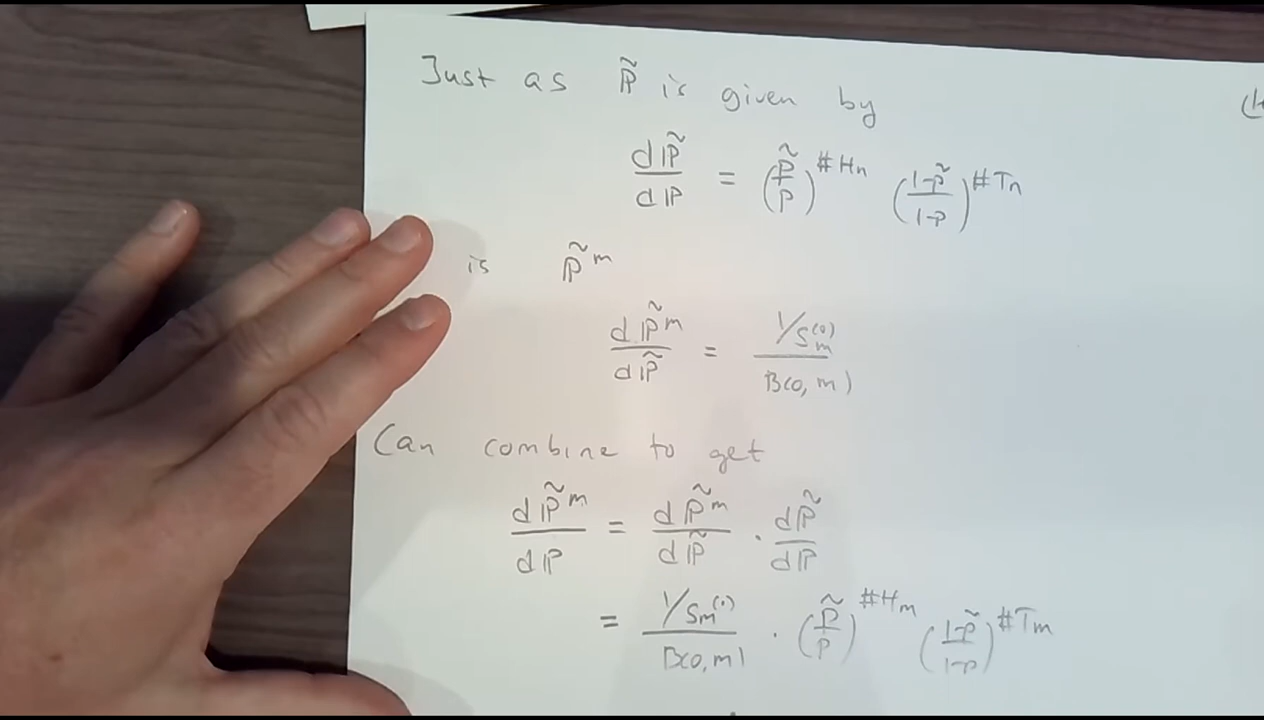 Just as P̃ is given by (1
dP̃/dP = (p̃/p)^#Hn ((1-p̃)/(1-p))^#Tn
is P̃^m
dP̃^m/dP̃ = (1/S_m^(0))/B(0,m)
Can combine to get
dP̃^m/dP = dP̃^m/dP̃ · dP̃/dP
= (1/S_m^(0))/B(0,m) · (p̃/p)^#Hm ((1-p̃)/(1-p))^#Tm